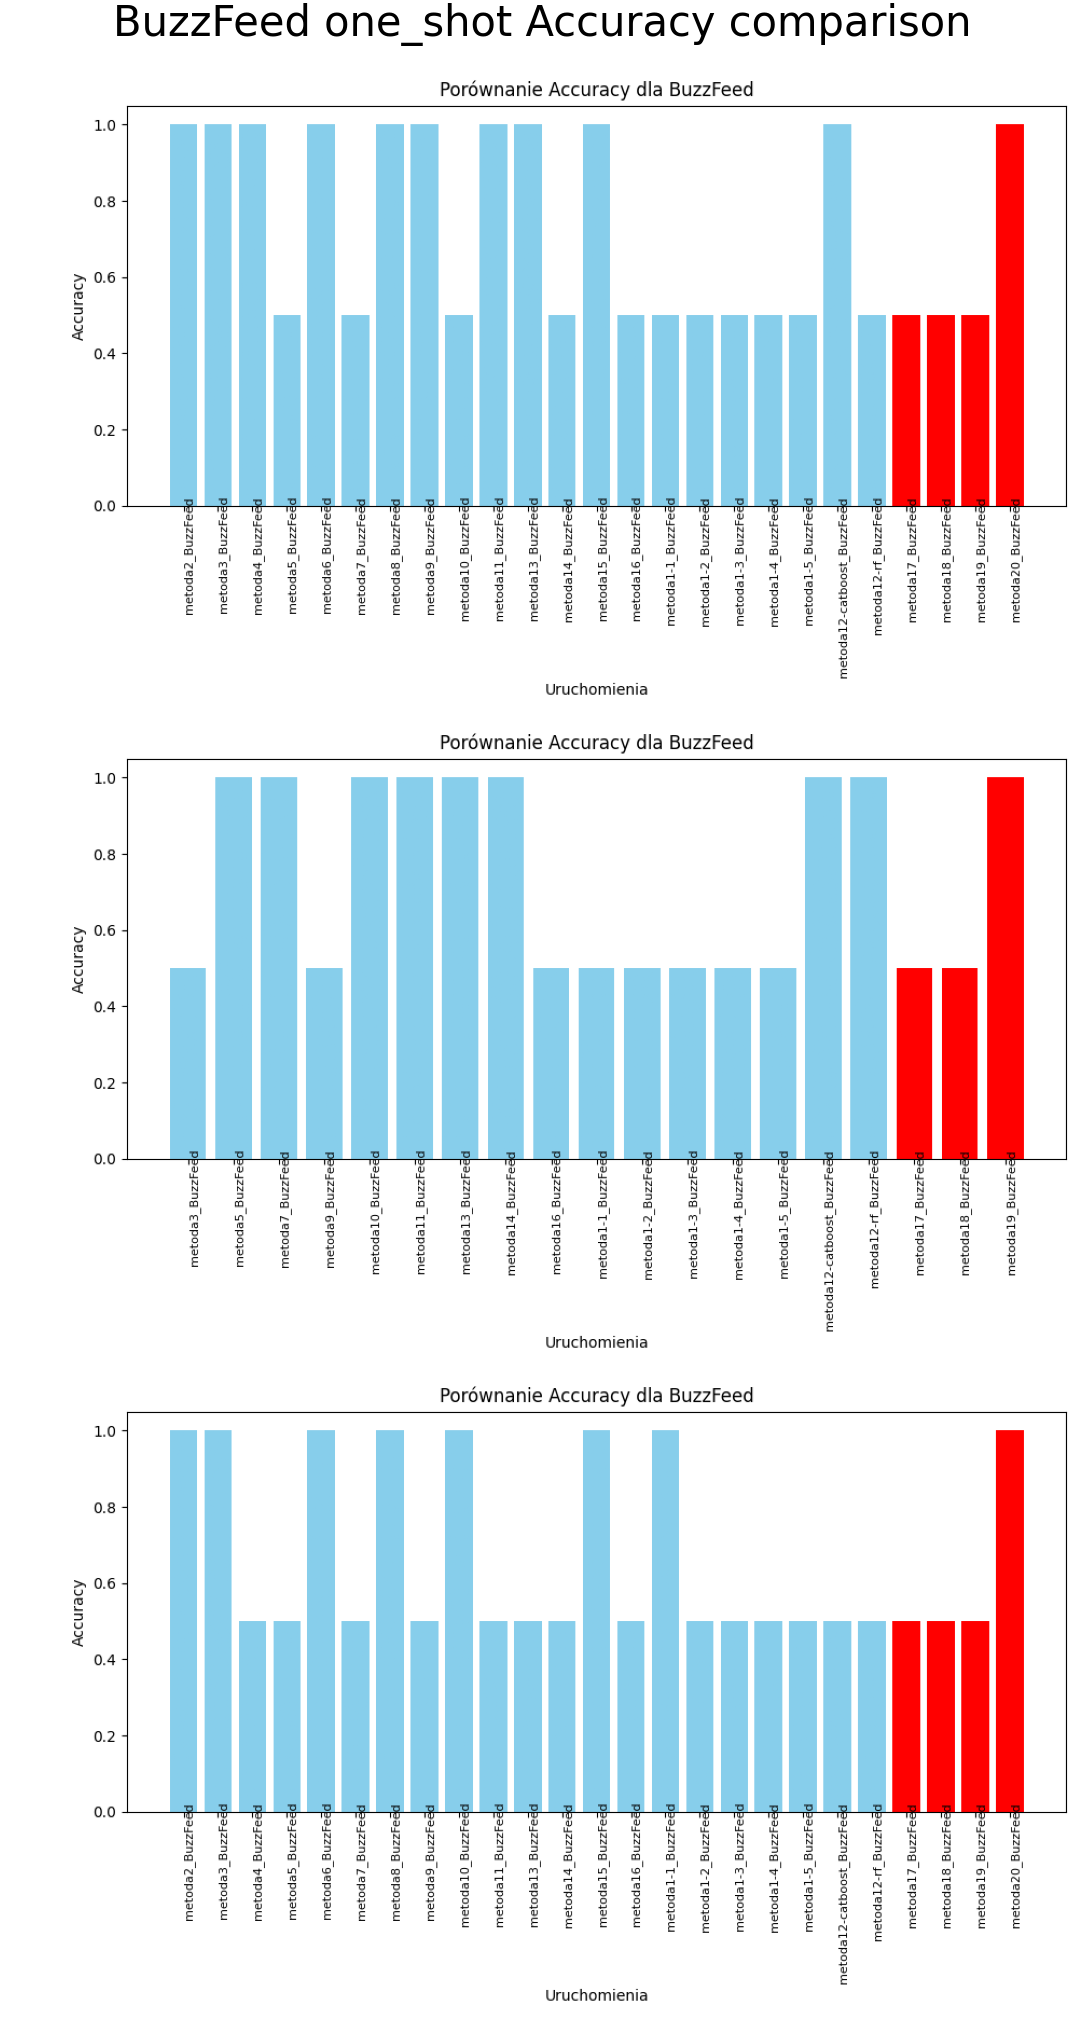 BuzzFeed one_shot Accuracy comparison
Porównanie Accuracy dla BuzzFeed
Accuracy
1.0
0.8
0.6
0.4
0.2
0.0
metoda2_BuzzFeed
metoda3_BuzzFeed
metoda4_BuzzFeed
metoda5_BuzzFeed
metoda6_BuzzFeed
metoda7_BuzzFeed
metoda8_BuzzFeed
metoda9_BuzzFeed
metoda10_BuzzFeed
metoda11_BuzzFeed
metoda13_BuzzFeed
metoda14_BuzzFeed
metoda15_BuzzFeed
metoda16_BuzzFeed
metoda1-1_BuzzFeed
metoda1-2_BuzzFeed
metoda1-3_BuzzFeed
metoda1-4_BuzzFeed
metoda1-5_BuzzFeed
metoda12-catboost_BuzzFeed
metoda12-rf_BuzzFeed
metoda17_BuzzFeed
metoda18_BuzzFeed
metoda19_BuzzFeed
metoda20_BuzzFeed
Uruchomienia
Porównanie Accuracy dla BuzzFeed
Accuracy
1.0
0.8
0.6
0.4
0.2
0.0
metoda3_BuzzFeed
metoda5_BuzzFeed
metoda7_BuzzFeed
metoda9_BuzzFeed
metoda10_BuzzFeed
metoda11_BuzzFeed
metoda13_BuzzFeed
metoda14_BuzzFeed
metoda16_BuzzFeed
metoda1-1_BuzzFeed
metoda1-2_BuzzFeed
metoda1-3_BuzzFeed
metoda1-4_BuzzFeed
metoda1-5_BuzzFeed
metoda12-catboost_BuzzFeed
metoda12-rf_BuzzFeed
metoda17_BuzzFeed
metoda18_BuzzFeed
metoda19_BuzzFeed
Uruchomienia
Porównanie Accuracy dla BuzzFeed
Accuracy
1.0
0.8
0.6
0.4
0.2
0.0
metoda2_BuzzFeed
metoda3_BuzzFeed
metoda4_BuzzFeed
metoda5_BuzzFeed
metoda6_BuzzFeed
metoda7_BuzzFeed
metoda8_BuzzFeed
metoda9_BuzzFeed
metoda10_BuzzFeed
metoda11_BuzzFeed
metoda13_BuzzFeed
metoda14_BuzzFeed
metoda15_BuzzFeed
metoda16_BuzzFeed
metoda1-1_BuzzFeed
metoda1-2_BuzzFeed
metoda1-3_BuzzFeed
metoda1-4_BuzzFeed
metoda1-5_BuzzFeed
metoda12-catboost_BuzzFeed
metoda12-rf_BuzzFeed
metoda17_BuzzFeed
metoda18_BuzzFeed
metoda19_BuzzFeed
metoda20_BuzzFeed
Uruchomienia